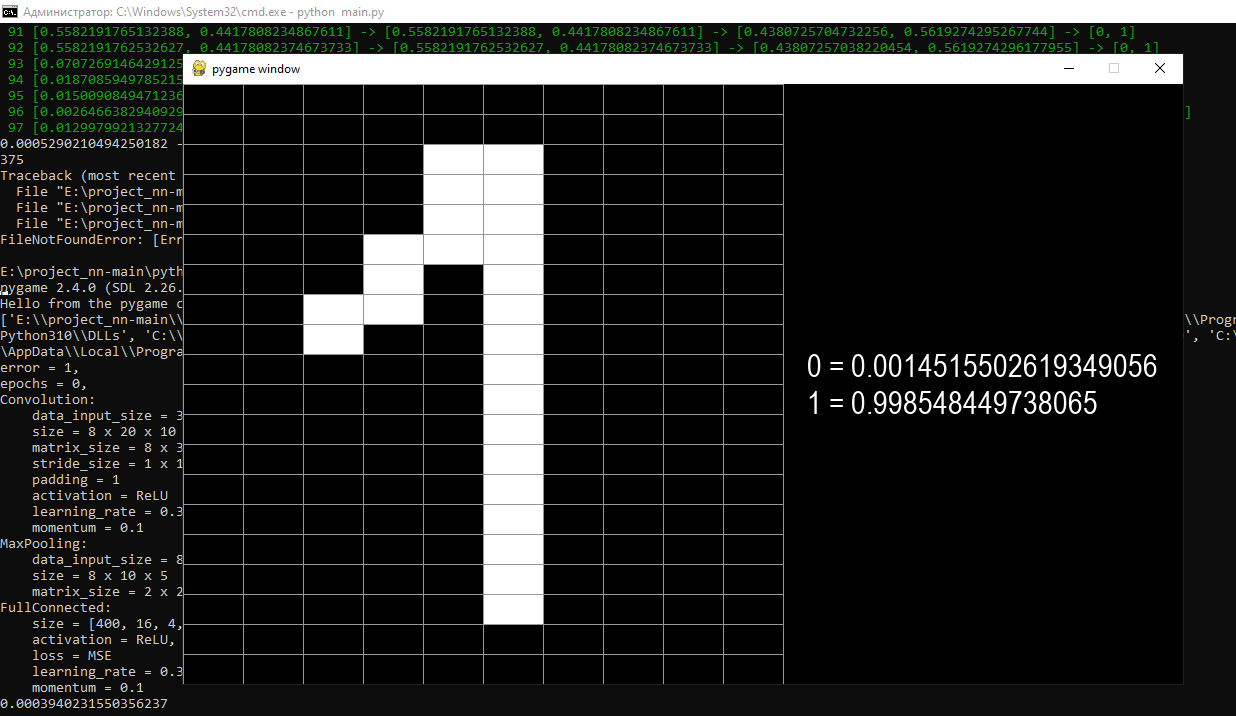 Администратор: C:\Windows\System32\cmd.exe - python main.py
91 [0.5582191765132388, 0.4417808234867611] -> [0.5582191765132388, 0.4417808234867611] -> [0.4380725704732256, 0.5619274295267744] -> [0, 1]
92 [0.5582191762532627, 0.44178082374673733] -> [0.5582191762532627, 0.44178082374673733] -> [0.43807257038220454, 0.5619274296177955] -> [0, 1]
93 [0.0707269146429125
pygame window
94 [0.0187085949785215
95 [0.0150090849471236
96 [0.0026466382940929 ]
97 [0.0129979921327724
0.0005290210494250182 -
375
Traceback (most recent
File "E:\project_nn-m
File "E:\project_nn-m
File "E:\project_nn-m
FileNotFoundError: [Err
E:\project_nn-main\pyth
pygame 2.4.0 (SDL 2.26.
Hello from the pygame c
['E:\\project_nn-main\\ \\Progr
Python310\\DLLs', 'C:\\ ', 'C:\
\AppData\\Local\\Progra
error = 1,
epochs = 0,
Convolution:
data_input_size = 3
size = 8 x 20 x 10
matrix_size = 8 x 3
stride_size = 1 x 1
padding = 1
activation = ReLU
learning_rate = 0.3
momentum = 0.1
MaxPooling:
data_input_size = 8
size = 8 x 10 x 5
matrix_size = 2 x 2
FullConnected:
size = [400, 16, 4,
activation = ReLU,
loss = MSE
learning_rate = 0.3
momentum = 0.1
0.0003940231550356237
0 = 0.0014515502619349056
1 = 0.998548449738065